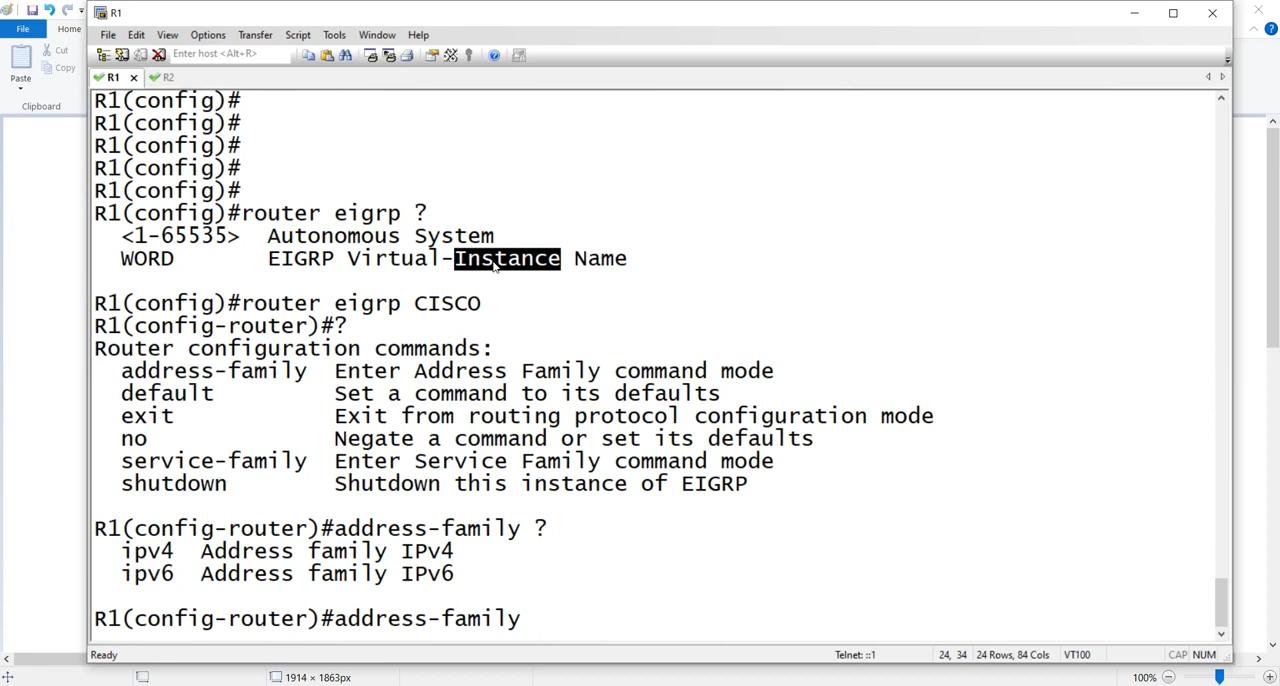 R1
File
Home
Cut
Copy
Paste
Clipboard
File Edit View Options Transfer Script Tools Window Help
Enter host <Alt+R>
R1 R2
R1(config)#
R1(config)#
R1(config)#
R1(config)#
R1(config)#
R1(config)#router eigrp ?
<1-65535> Autonomous System
WORD EIGRP Virtual-Instance Name
R1(config)#router eigrp CISCO
R1(config-router)#?
Router configuration commands:
address-family Enter Address Family command mode
default Set a command to its defaults
exit Exit from routing protocol configuration mode
no Negate a command or set its defaults
service-family Enter Service Family command mode
shutdown Shutdown this instance of EIGRP
R1(config-router)#address-family ?
ipv4 Address family IPv4
ipv6 Address family IPv6
R1(config-router)#address-family
Ready Telnet: ::1 24, 34 24 Rows, 84 Cols VT100 CAP NUM
1914 × 1863px 100%